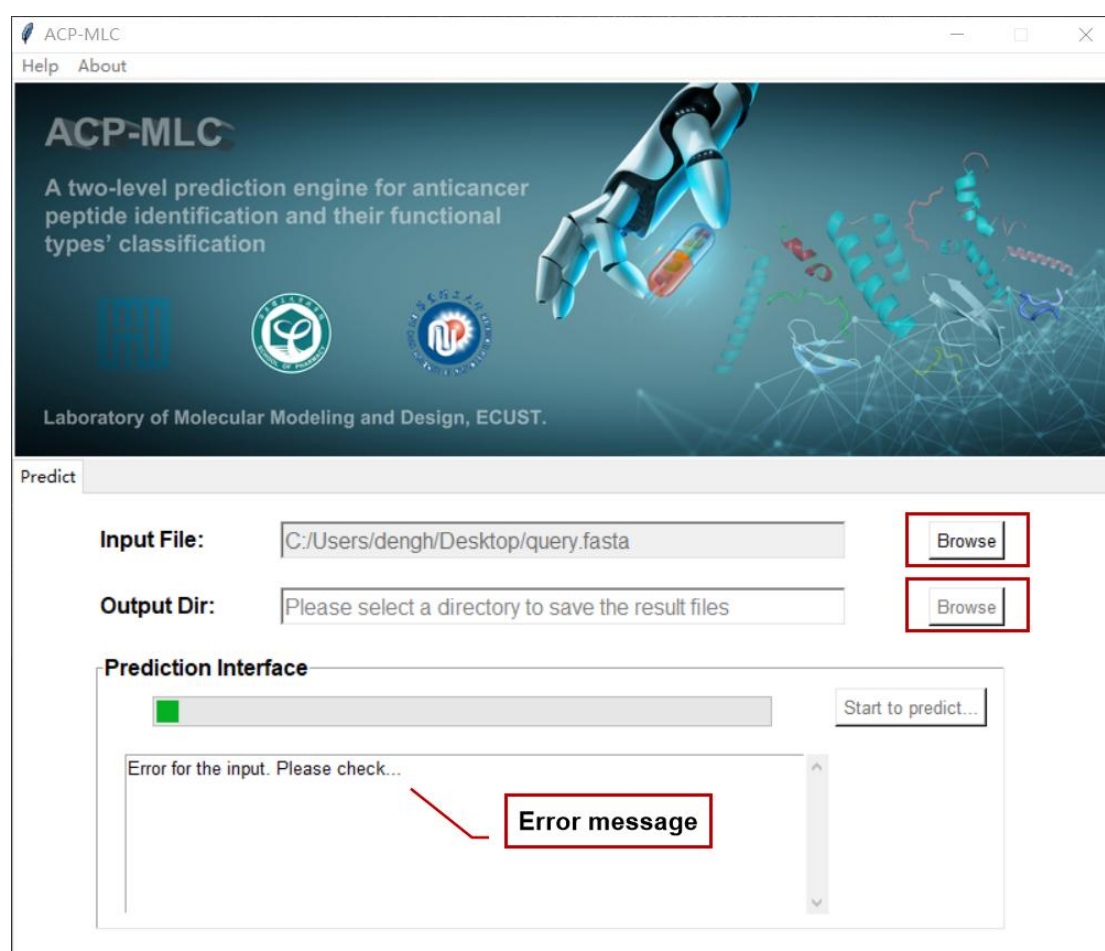 ACP-MLC
Help About
ACP-MLC
A two-level prediction engine for anticancer
peptide identification and their functional
types’ classification
SCHOOL OF PHARMACY
Laboratory of Molecular Modeling and Design, ECUST.
Predict
Input File: C:/Users/dengh/Desktop/query.fasta Browse
Output Dir: Please select a directory to save the result files Browse
Prediction Interface
Start to predict...
Error for the input. Please check...
Error message